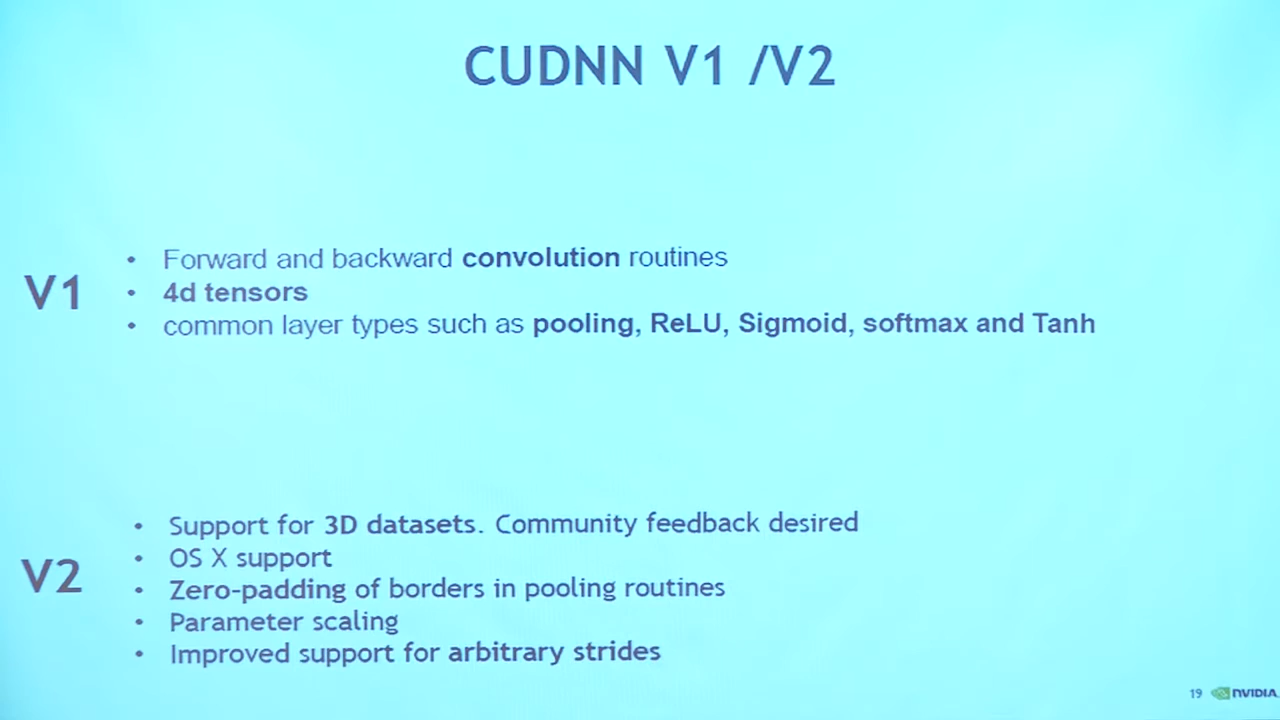 CUDNN V1 /V2
V1
• Forward and backward convolution routines
• 4d tensors
• common layer types such as pooling, ReLU, Sigmoid, softmax and Tanh
V2
• Support for 3D datasets. Community feedback desired
• OS X support
• Zero-padding of borders in pooling routines
• Parameter scaling
• Improved support for arbitrary strides
19 NVIDIA.